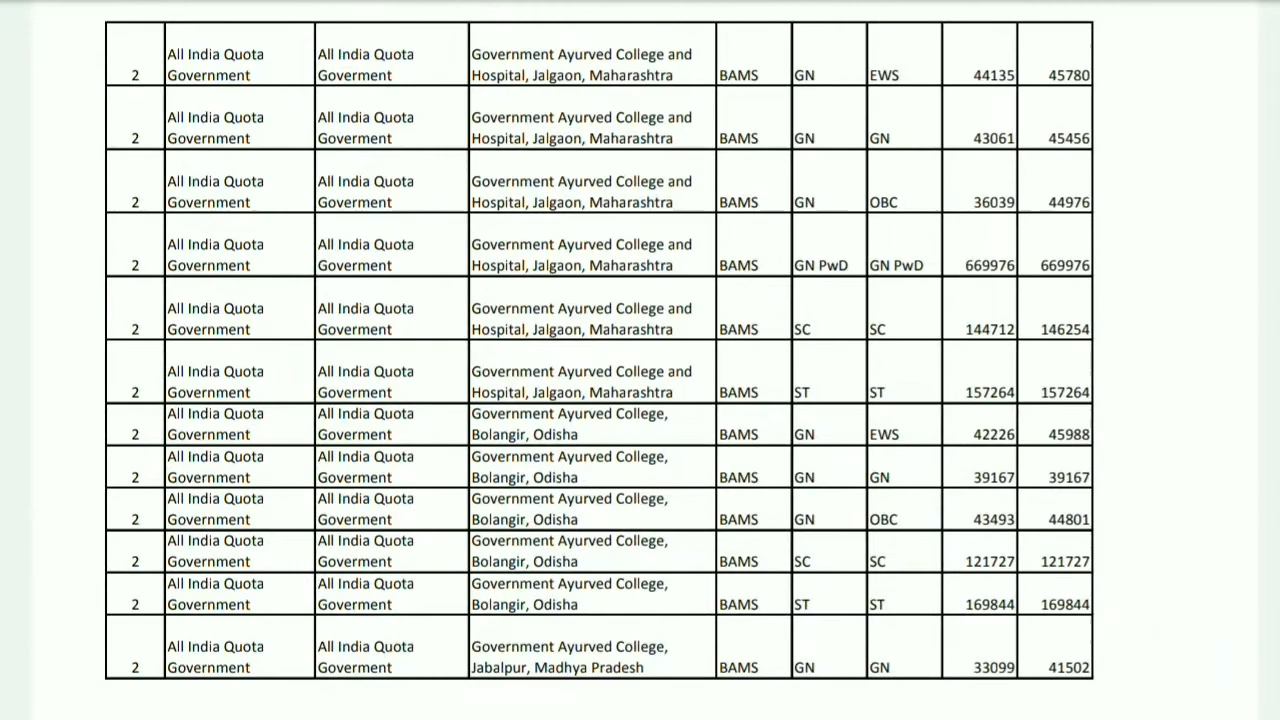 All India Quota All India Quota Government Ayurved College and
2 Government Goverment Hospital, Jalgaon, Maharashtra BAMS GN EWS 44135 45780
All India Quota All India Quota Government Ayurved College and
2 Government Goverment Hospital, Jalgaon, Maharashtra BAMS GN GN 43061 45456
All India Quota All India Quota Government Ayurved College and
2 Government Goverment Hospital, Jalgaon, Maharashtra BAMS GN OBC 36039 44976
All India Quota All India Quota Government Ayurved College and
2 Government Goverment Hospital, Jalgaon, Maharashtra BAMS GN PwD GN PwD 669976 669976
All India Quota All India Quota Government Ayurved College and
2 Government Goverment Hospital, Jalgaon, Maharashtra BAMS SC SC 144712 146254
All India Quota All India Quota Government Ayurved College and
2 Government Goverment Hospital, Jalgaon, Maharashtra BAMS ST ST 157264 157264
All India Quota All India Quota Government Ayurved College,
2 Government Goverment Bolangir, Odisha BAMS GN EWS 42226 45988
All India Quota All India Quota Government Ayurved College,
2 Government Goverment Bolangir, Odisha BAMS GN GN 39167 39167
All India Quota All India Quota Government Ayurved College,
2 Government Goverment Bolangir, Odisha BAMS GN OBC 43493 44801
All India Quota All India Quota Government Ayurved College,
2 Government Goverment Bolangir, Odisha BAMS SC SC 121727 121727
All India Quota All India Quota Government Ayurved College,
2 Government Goverment Bolangir, Odisha BAMS ST ST 169844 169844
All India Quota All India Quota Government Ayurved College,
2 Government Goverment Jabalpur, Madhya Pradesh BAMS GN GN 33099 41502